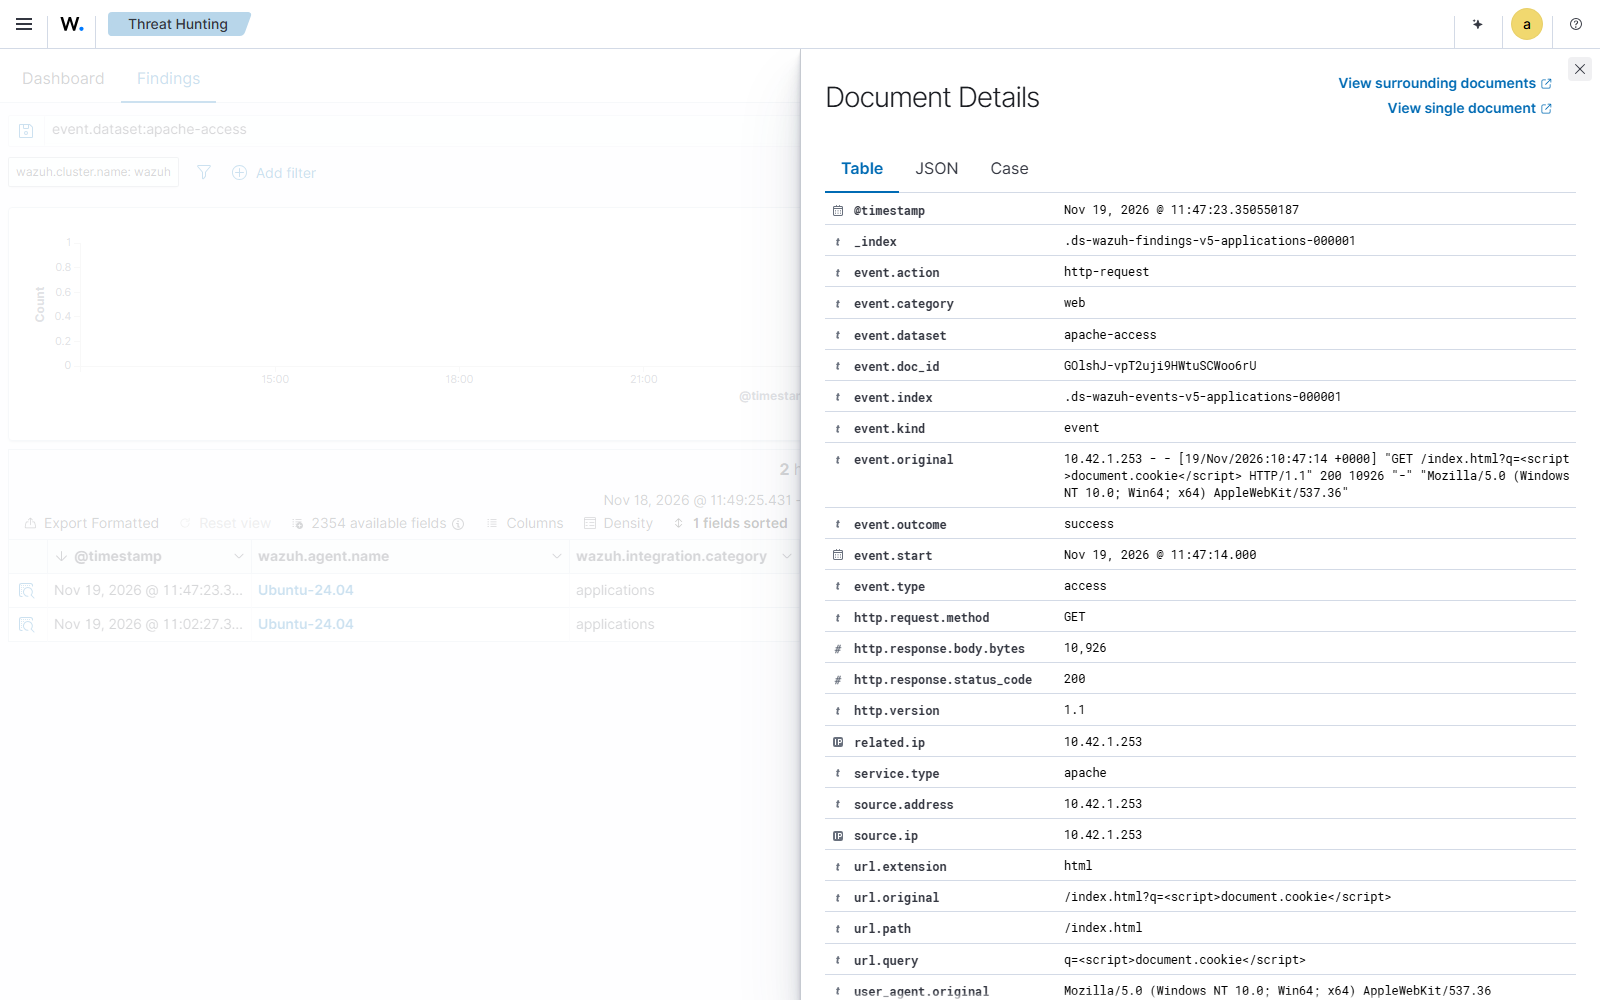 W.
Threat Hunting
a
Dashboard
Findings
event.dataset:apache-access
wazuh.cluster.name: wazuh
Add filter
1
0.8
0.6
0.4
0.2
0
Count
15:00
18:00
21:00
@timestar
2 h
Nov 18, 2026 @ 11:49:25.431 -
Export Formatted
Reset view
2354 available fields
Columns
Density
1 fields sorted
@timestamp
wazuh.agent.name
wazuh.integration.category
Nov 19, 2026 @ 11:47:23.3...
Ubuntu-24.04
applications
Nov 19, 2026 @ 11:02:27.3...
Ubuntu-24.04
applications
Document Details
View surrounding documents
View single document
Table
JSON
Case
@timestamp Nov 19, 2026 @ 11:47:23.350550187
t _index .ds-wazuh-findings-v5-applications-000001
t event.action http-request
t event.category web
t event.dataset apache-access
t event.doc_id GOlshJ-vpT2uji9HWtuSCWoo6rU
t event.index .ds-wazuh-events-v5-applications-000001
t event.kind event
t event.original 10.42.1.253 - - [19/Nov/2026:10:47:14 +0000] "GET /index.html?q=<script
>document.cookie</script> HTTP/1.1" 200 10926 "-" "Mozilla/5.0 (Windows
NT 10.0; Win64; x64) AppleWebKit/537.36"
t event.outcome success
event.start Nov 19, 2026 @ 11:47:14.000
t event.type access
t http.request.method GET
# http.response.body.bytes 10,926
# http.response.status_code 200
t http.version 1.1
IP related.ip 10.42.1.253
t service.type apache
t source.address 10.42.1.253
IP source.ip 10.42.1.253
t url.extension html
t url.original /index.html?q=<script>document.cookie</script>
t url.path /index.html
t url.query q=<script>document.cookie</script>
t user_agent.original Mozilla/5.0 (Windows NT 10.0; Win64; x64) AppleWebKit/537.36